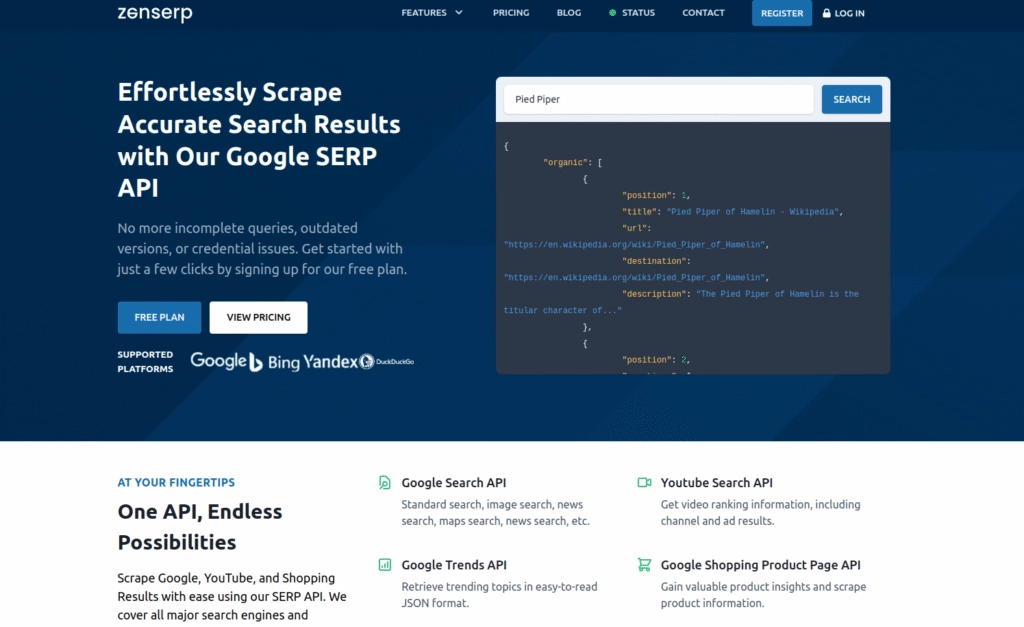 zenserp
FEATURES PRICING BLOG STATUS CONTACT REGISTER LOG IN
Effortlessly Scrape
Accurate Search Results
with Our Google SERP
API
No more incomplete queries, outdated
versions, or credential issues. Get started with
just a few clicks by signing up for our free plan.
FREE PLAN VIEW PRICING
SUPPORTED
PLATFORMS
Google Bing Yandex DuckDuckGo
Pied Piper SEARCH
{
"organic": [
{
"position": 1,
"title": "Pied Piper of Hamelin - Wikipedia",
"url":
"https://en.wikipedia.org/wiki/Pied_Piper_of_Hamelin",
"destination":
"https://en.wikipedia.org/wiki/Pied_Piper_of_Hamelin",
"description": "The Pied Piper of Hamelin is the
titular character of..."
},
{
"position": 2,
AT YOUR FINGERTIPS
One API, Endless
Possibilities
Scrape Google, YouTube, and Shopping
Results with ease using our SERP API. We
cover all major search engines and
Google Search API
Standard search, image search, news
search, maps search, news search, etc.
Youtube Search API
Get video ranking information, including
channel and ad results.
Google Trends API
Retrieve trending topics in easy-to-read
JSON format.
Google Shopping Product Page API
Gain valuable product insights and scrape
product information.